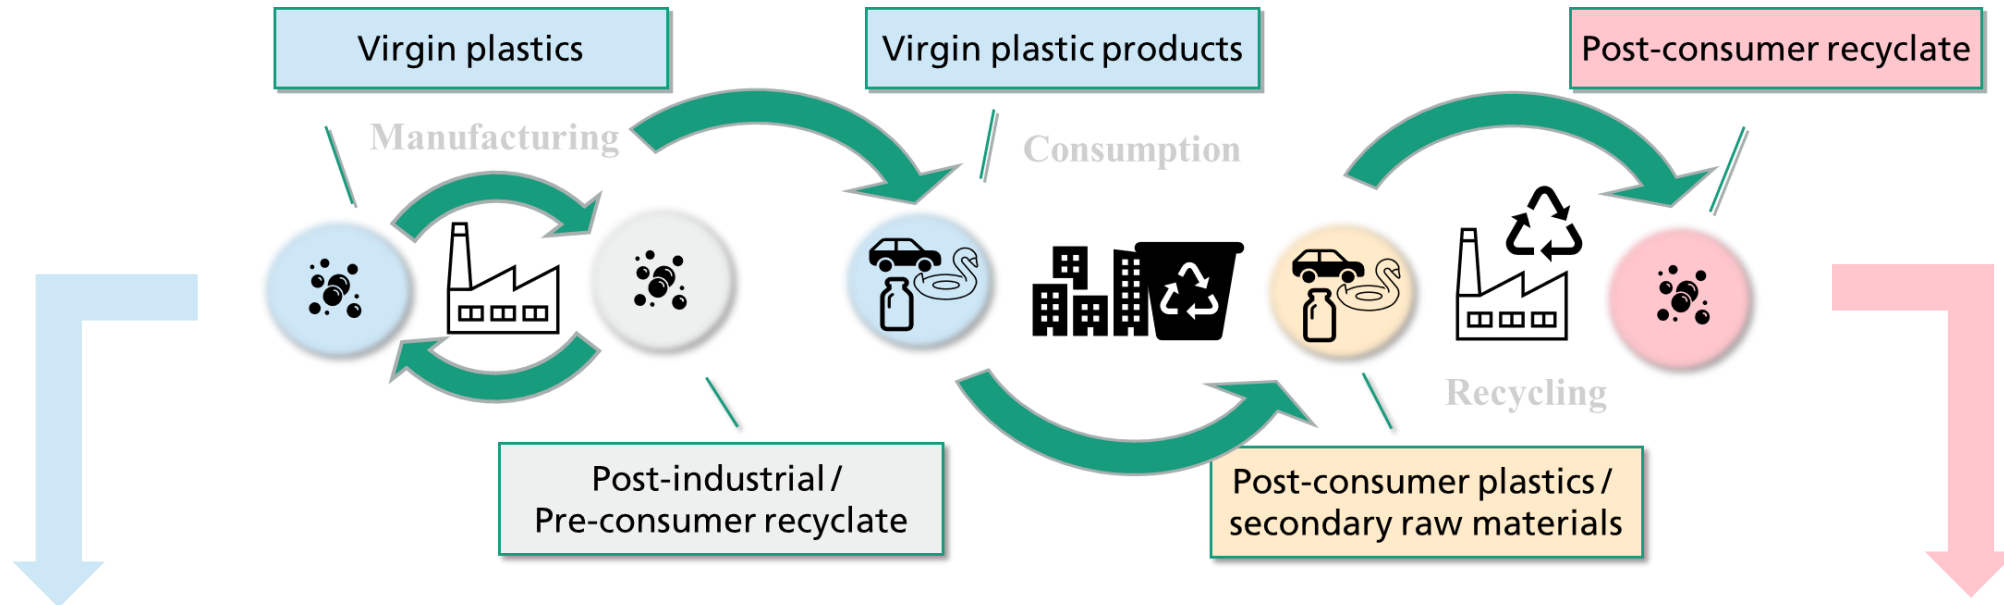 Virgin plastics
Virgin plastic products
Post-consumer recyclate
Manufacturing
Consumption
Recycling
Post-industrial /
Pre-consumer recyclate
Post-consumer plastics /
secondary raw materials